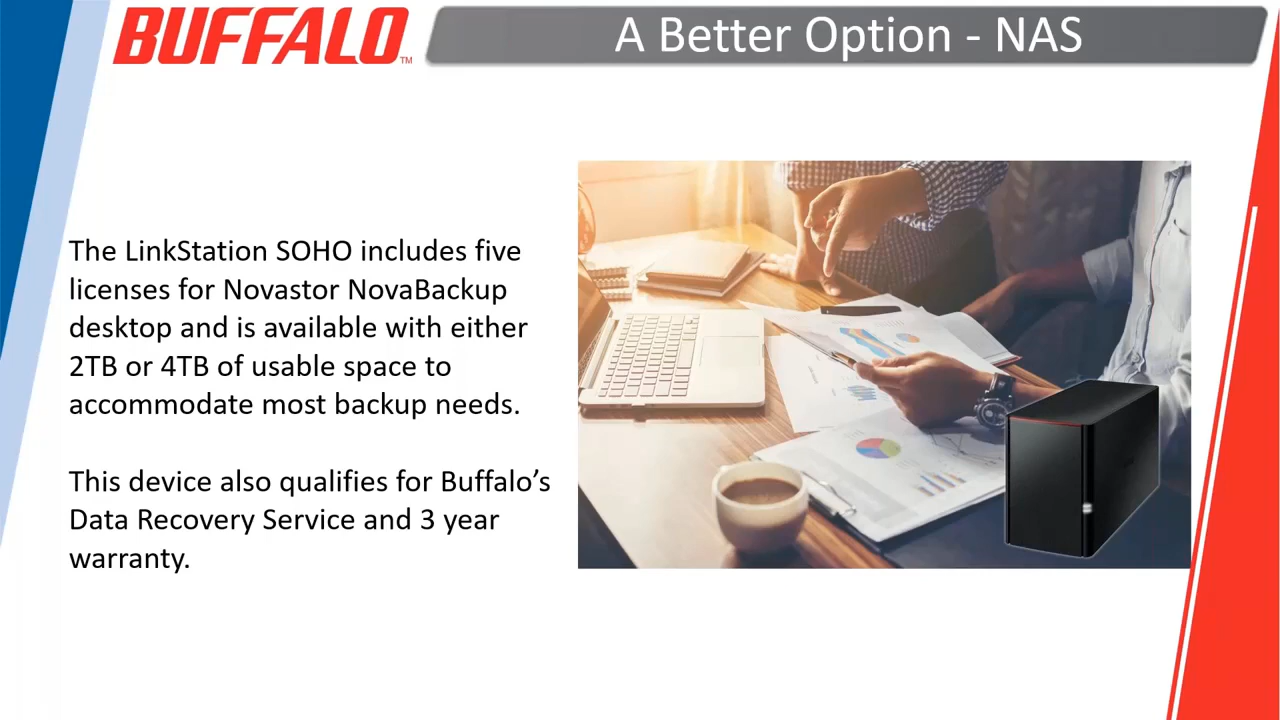 BUFFALO™
A Better Option - NAS
The LinkStation SOHO includes five
licenses for Novastor NovaBackup
desktop and is available with either
2TB or 4TB of usable space to
accommodate most backup needs.
This device also qualifies for Buffalo’s
Data Recovery Service and 3 year
warranty.